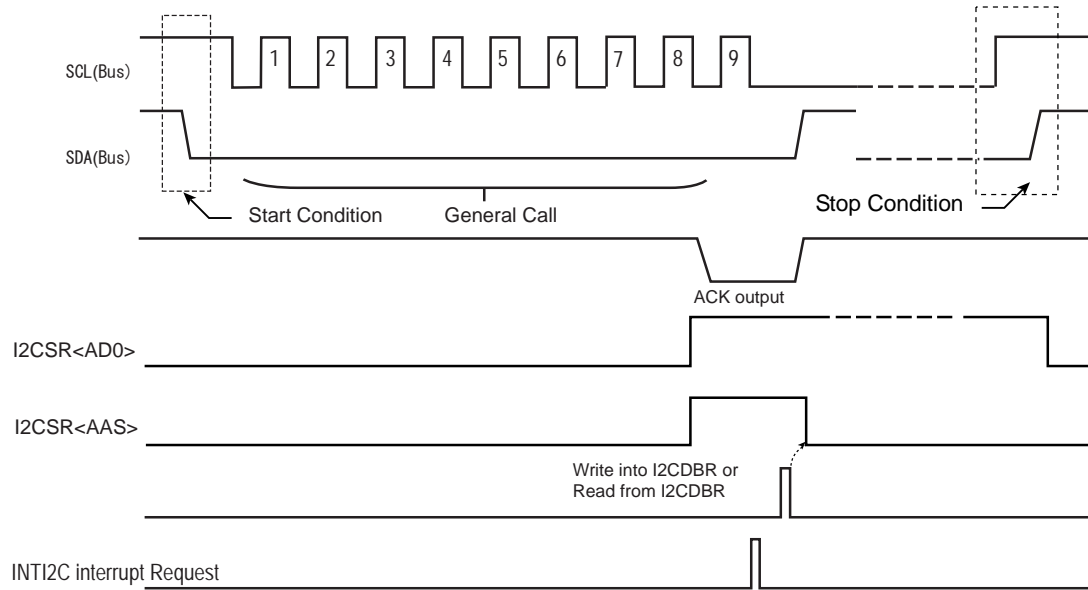 SCL(Bus)
1 2 3 4 5 6 7 8 9
SDA(Bus)
Start Condition
General Call
Stop Condition
ACK output
I2CSR<AD0>
I2CSR<AAS>
Write into I2CDBR or
Read from I2CDBR
INTI2C interrupt Request